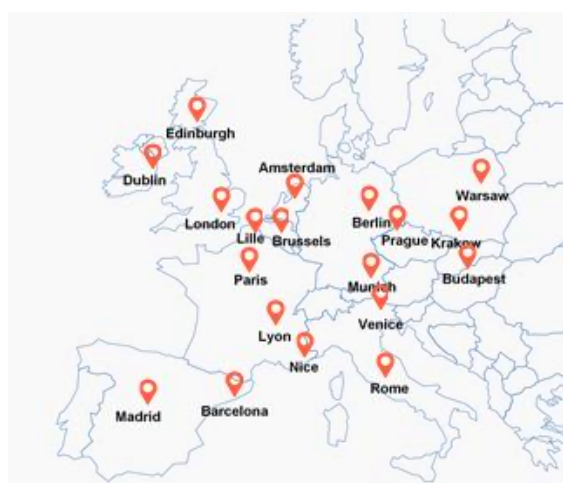 Edinburgh
Amsterdam
Dublin
Warsaw
London
Berlin
Lille
Brussels
Prague
Krakow
Paris
Budapest
Munich
Venice
Lyon
Nice
Rome
Barcelona
Madrid